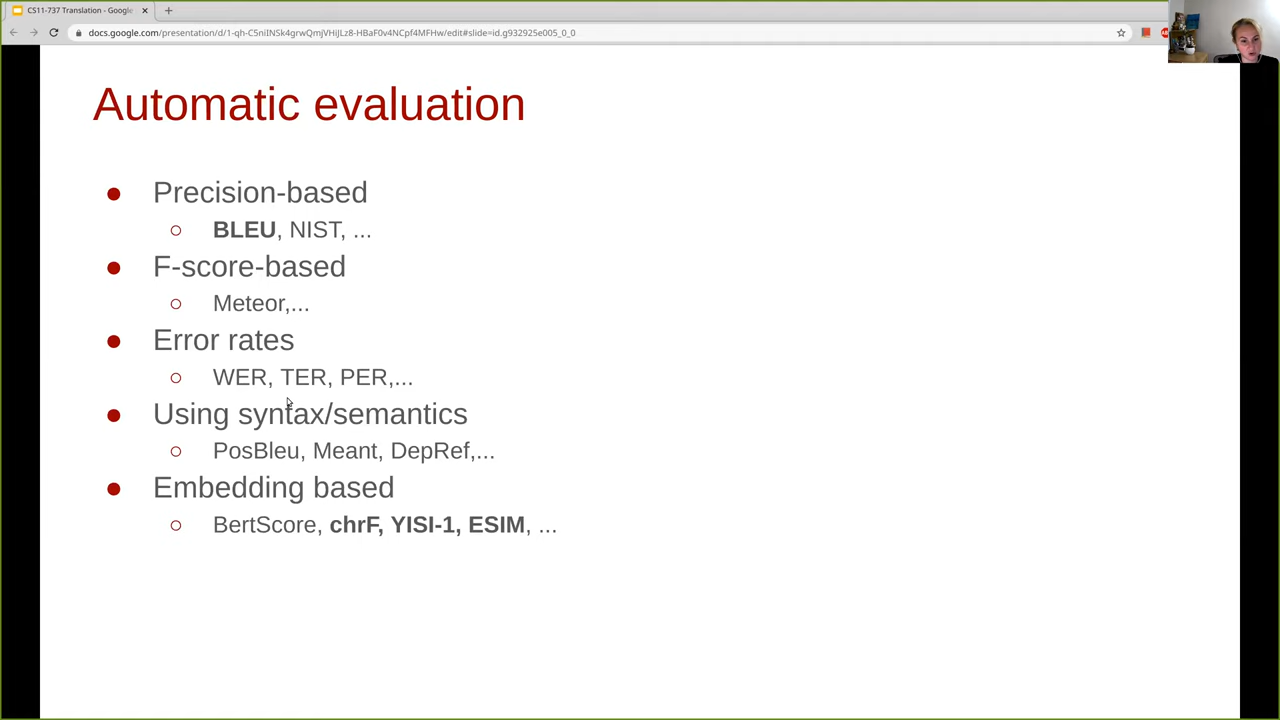 CS11-737 Translation - Google
docs.google.com/presentation/d/1-qh-C5niINSk4grwQmjVHiJLz8-HBaF0v4NCpf4MFHw/edit#slide=id.g932925e005_0_0
Automatic evaluation
● Precision-based
○ BLEU, NIST, ...
● F-score-based
○ Meteor,...
● Error rates
○ WER, TER, PER,...
● Using syntax/semantics
○ PosBleu, Meant, DepRef,...
● Embedding based
○ BertScore, chrF, YISI-1, ESIM, ...